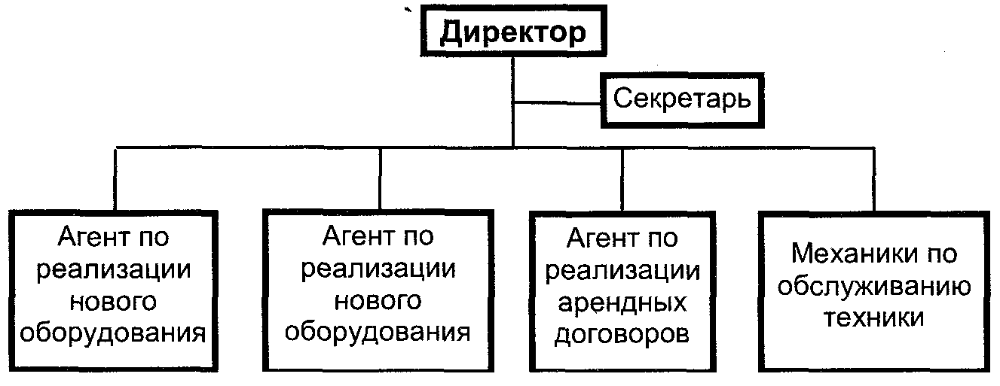 Директор
Секретарь
Агент по
реализации
нового
оборудования
Агент по
реализации
нового
оборудования
Агент по
реализации
арендных
договоров
Механики по
обслуживанию
техники